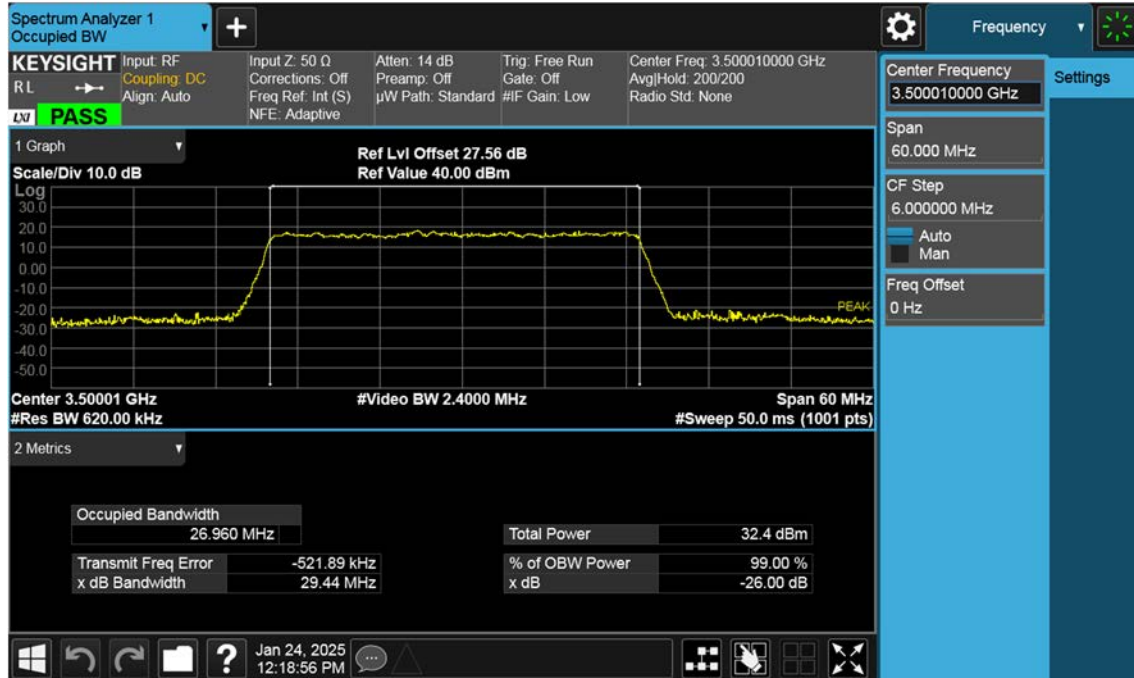 Spectrum Analyzer 1
Occupied BW
Frequency
KEYSIGHT
R L
LXI PASS
Input: RF
Coupling: DC
Align: Auto
Input Z: 50 Ω
Corrections: Off
Freq Ref: Int (S)
NFE: Adaptive
Atten: 14 dB
Preamp: Off
µW Path: Standard
Trig: Free Run
Gate: Off
#IF Gain: Low
Center Freq: 3.500010000 GHz
Avg|Hold: 200/200
Radio Std: None
Center Frequency
3.500010000 GHz
Settings
Span
60.000 MHz
CF Step
6.000000 MHz
Auto
Man
Freq Offset
0 Hz
1 Graph
Scale/Div 10.0 dB
Ref Lvl Offset 27.56 dB
Ref Value 40.00 dBm
Log
30.0
20.0
10.0
0.00
-10.0
-20.0
-30.0
-40.0
-50.0
PEAK
Center 3.50001 GHz
#Res BW 620.00 kHz
#Video BW 2.4000 MHz
Span 60 MHz
#Sweep 50.0 ms (1001 pts)
2 Metrics
Occupied Bandwidth
26.960 MHz
Total Power 32.4 dBm
Transmit Freq Error -521.89 kHz
% of OBW Power 99.00 %
x dB Bandwidth 29.44 MHz
x dB -26.00 dB
?
Jan 24, 2025
12:18:56 PM